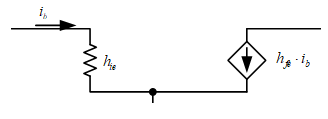 i_b
h_ie
h_fe · i_b